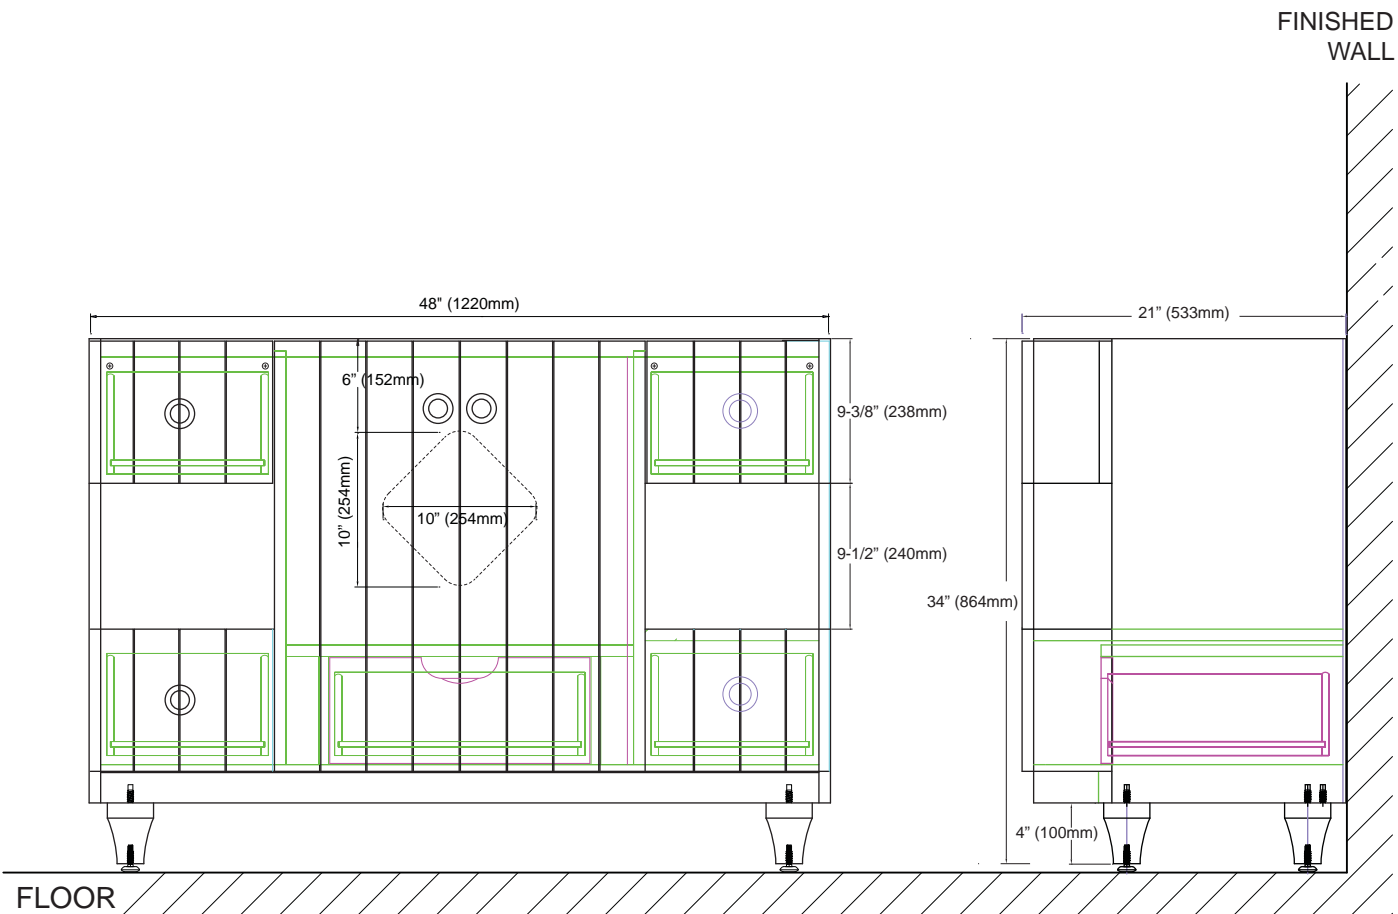 FINISHED
WALL
48” (1220mm)
21” (533mm)
6” (152mm)
9-3/8” (238mm)
10” (254mm)
10” (254mm)
9-1/2” (240mm)
34” (864mm)
4” (100mm)
FLOOR